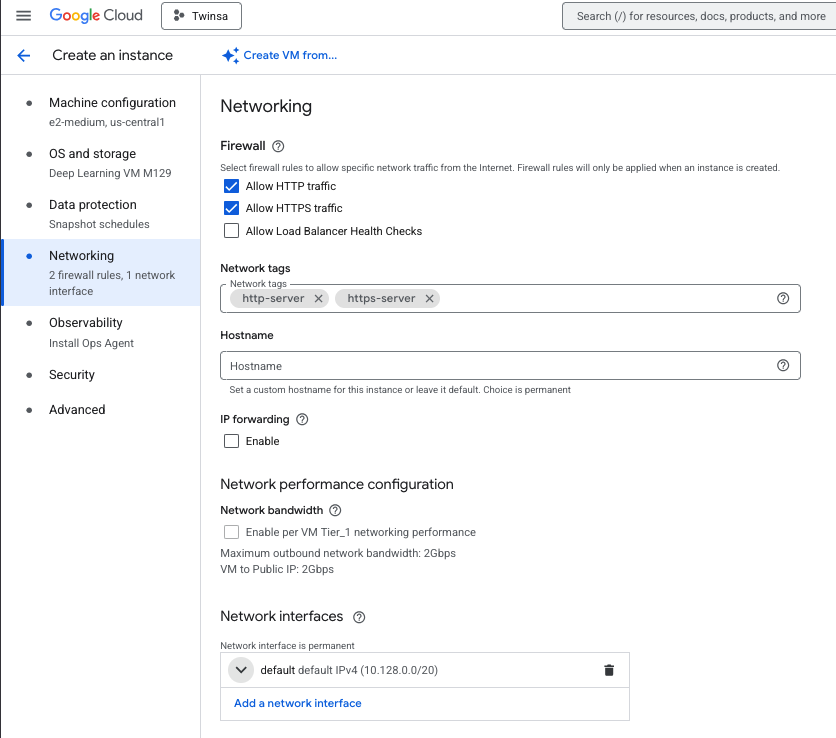 Google Cloud
Twinsa
Search (/) for resources, docs, products, and more
Create an instance
Create VM from...
Machine configuration
e2-medium, us-central1
OS and storage
Deep Learning VM M129
Data protection
Snapshot schedules
Networking
2 firewall rules, 1 network
interface
Observability
Install Ops Agent
Security
Advanced
Networking
Firewall
Select firewall rules to allow specific network traffic from the Internet. Firewall rules will only be applied when an instance is created.
Allow HTTP traffic
Allow HTTPS traffic
Allow Load Balancer Health Checks
Network tags
Network tags
http-server
https-server
Hostname
Hostname
Set a custom hostname for this instance or leave it default. Choice is permanent
IP forwarding
Enable
Network performance configuration
Network bandwidth
Enable per VM Tier_1 networking performance
Maximum outbound network bandwidth: 2Gbps
VM to Public IP: 2Gbps
Network interfaces
Network interface is permanent
default default IPv4 (10.128.0.0/20)
Add a network interface